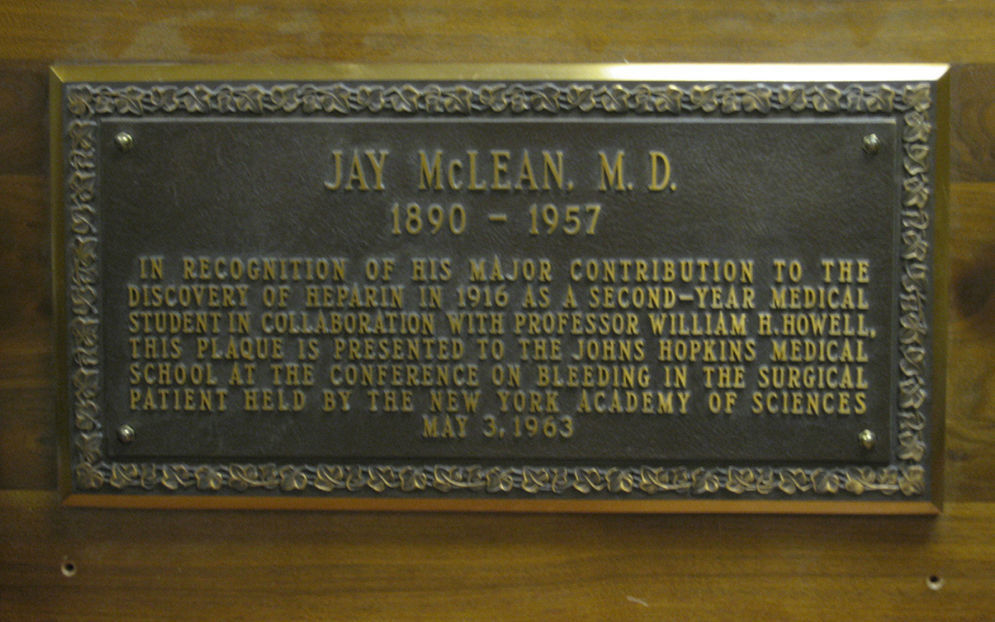 JAY McLEAN, M. D.
1890 – 1957
IN RECOGNITION OF HIS MAJOR CONTRIBUTION TO THE
DISCOVERY OF HEPARIN IN 1916 AS A SECOND-YEAR MEDICAL
STUDENT IN COLLABORATION WITH PROFESSOR WILLIAM H. HOWELL,
THIS PLAQUE IS PRESENTED TO THE JOHNS HOPKINS MEDICAL
SCHOOL AT THE CONFERENCE ON BLEEDING IN THE SURGICAL
PATIENT HELD BY THE NEW YORK ACADEMY OF SCIENCES
MAY 3, 1963